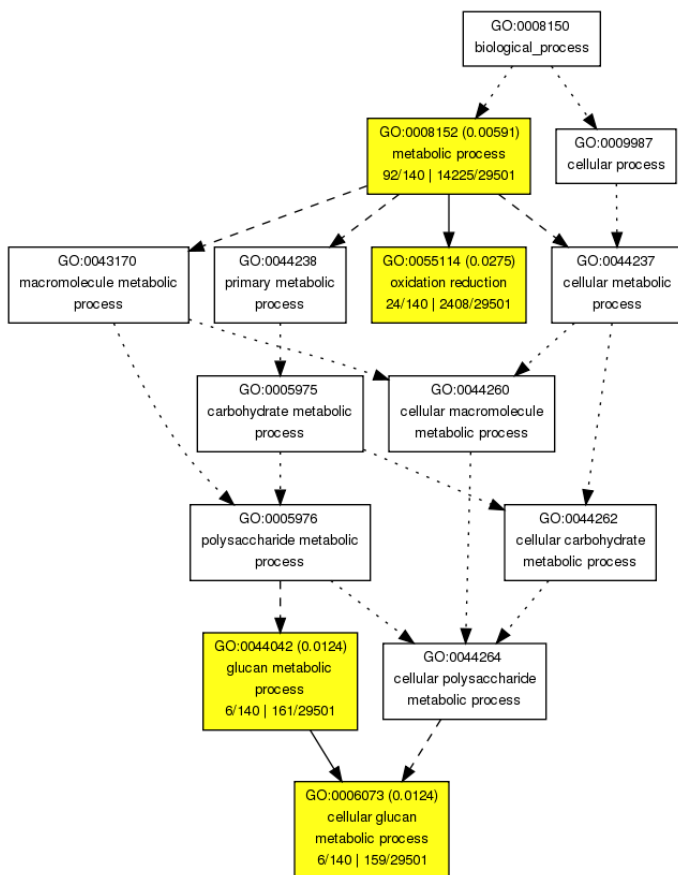 GO:0008150
biological_process
GO:0008152 (0.00591)
metabolic process
92/140 | 14225/29501
GO:0009987
cellular process
GO:0043170
macromolecule metabolic
process
GO:0044238
primary metabolic
process
GO:0055114 (0.0275)
oxidation reduction
24/140 | 2408/29501
GO:0044237
cellular metabolic
process
GO:0005975
carbohydrate metabolic
process
GO:0044260
cellular macromolecule
metabolic process
GO:0005976
polysaccharide metabolic
process
GO:0044262
cellular carbohydrate
metabolic process
GO:0044042 (0.0124)
glucan metabolic
process
6/140 | 161/29501
GO:0044264
cellular polysaccharide
metabolic process
GO:0006073 (0.0124)
cellular glucan
metabolic process
6/140 | 159/29501